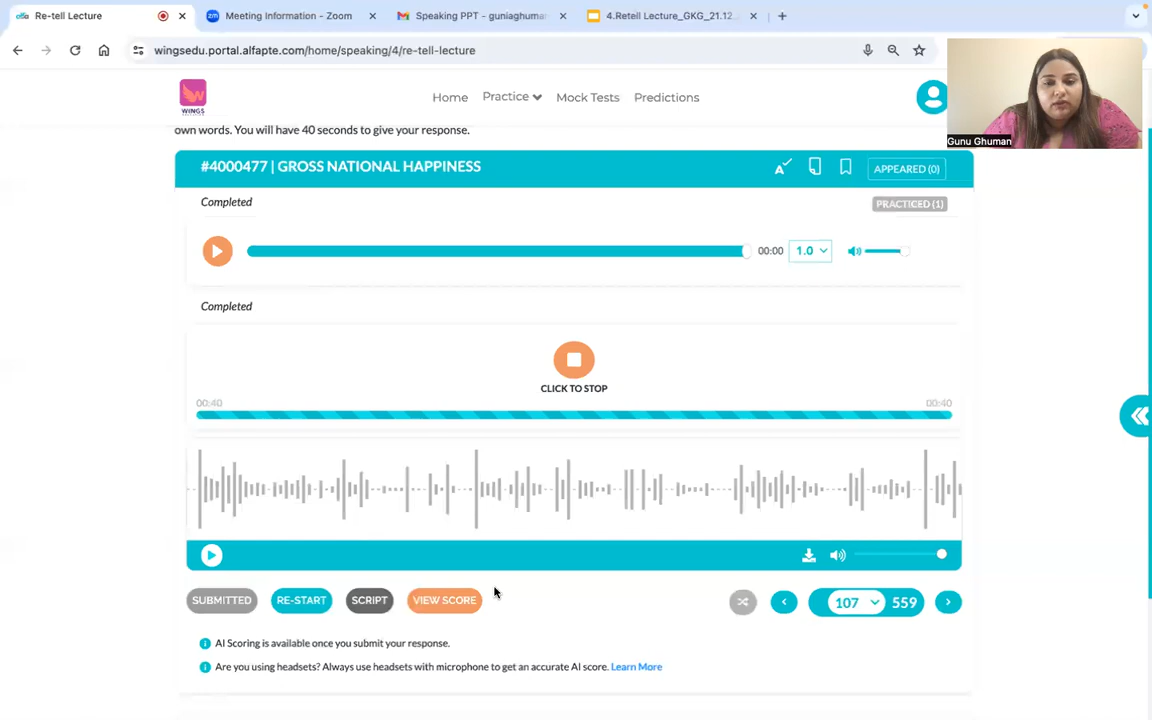 Re-tell Lecture
Meeting Information - Zoom
Speaking PPT - guniaghuman
4.Retell Lecture_GKG_21.12...
wingsedu.portal.alfapte.com/home/speaking/4/re-tell-lecture
WINGS
Home
Practice
Mock Tests
Predictions
Gunu Ghuman
own words. You will have 40 seconds to give your response.
#4000477 | GROSS NATIONAL HAPPINESS
APPEARED (0)
Completed
PRACTICED (1)
00:00
1.0
Completed
CLICK TO STOP
00:40
00:40
SUBMITTED
RE-START
SCRIPT
VIEW SCORE
107
559
AI Scoring is available once you submit your response.
Are you using headsets? Always use headsets with microphone to get an accurate AI score. Learn More